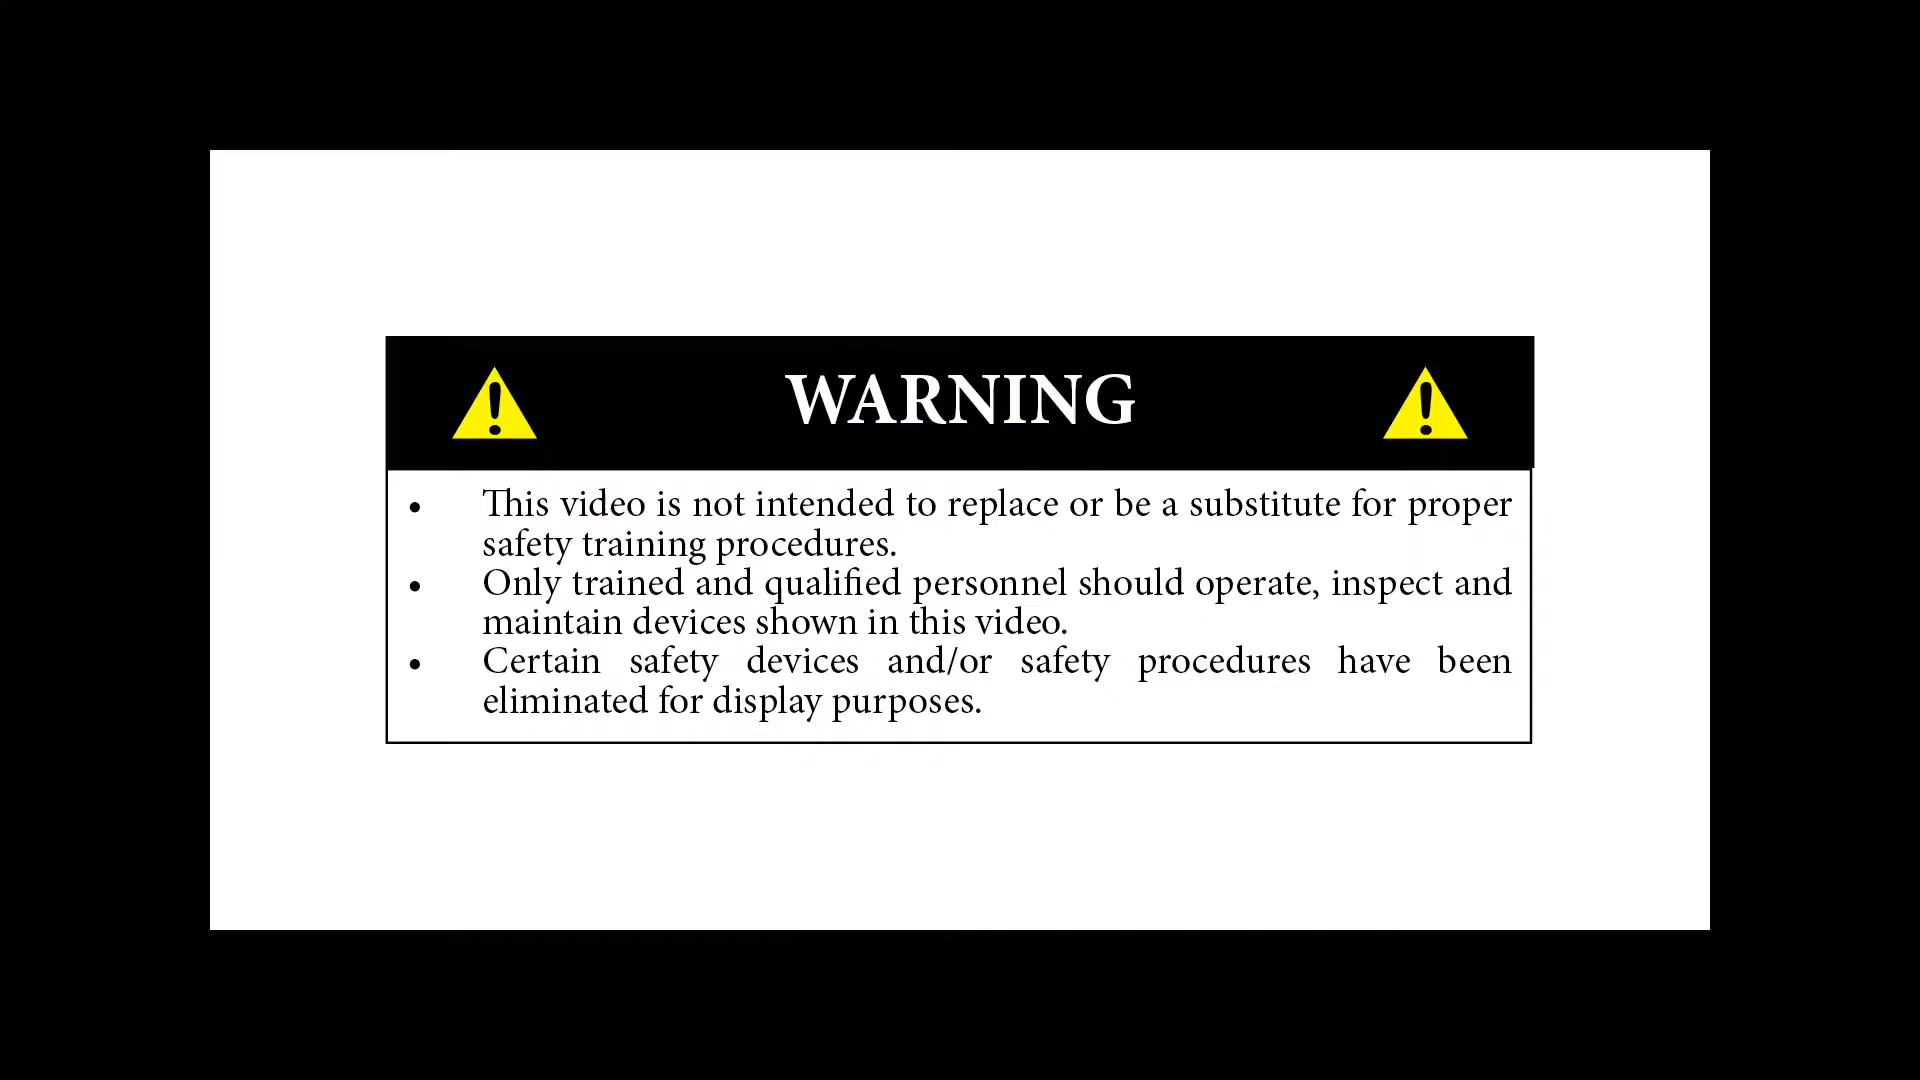 WARNING
• This video is not intended to replace or be a substitute for proper
safety training procedures.
• Only trained and qualified personnel should operate, inspect and
maintain devices shown in this video.
• Certain safety devices and/or safety procedures have been
eliminated for display purposes.